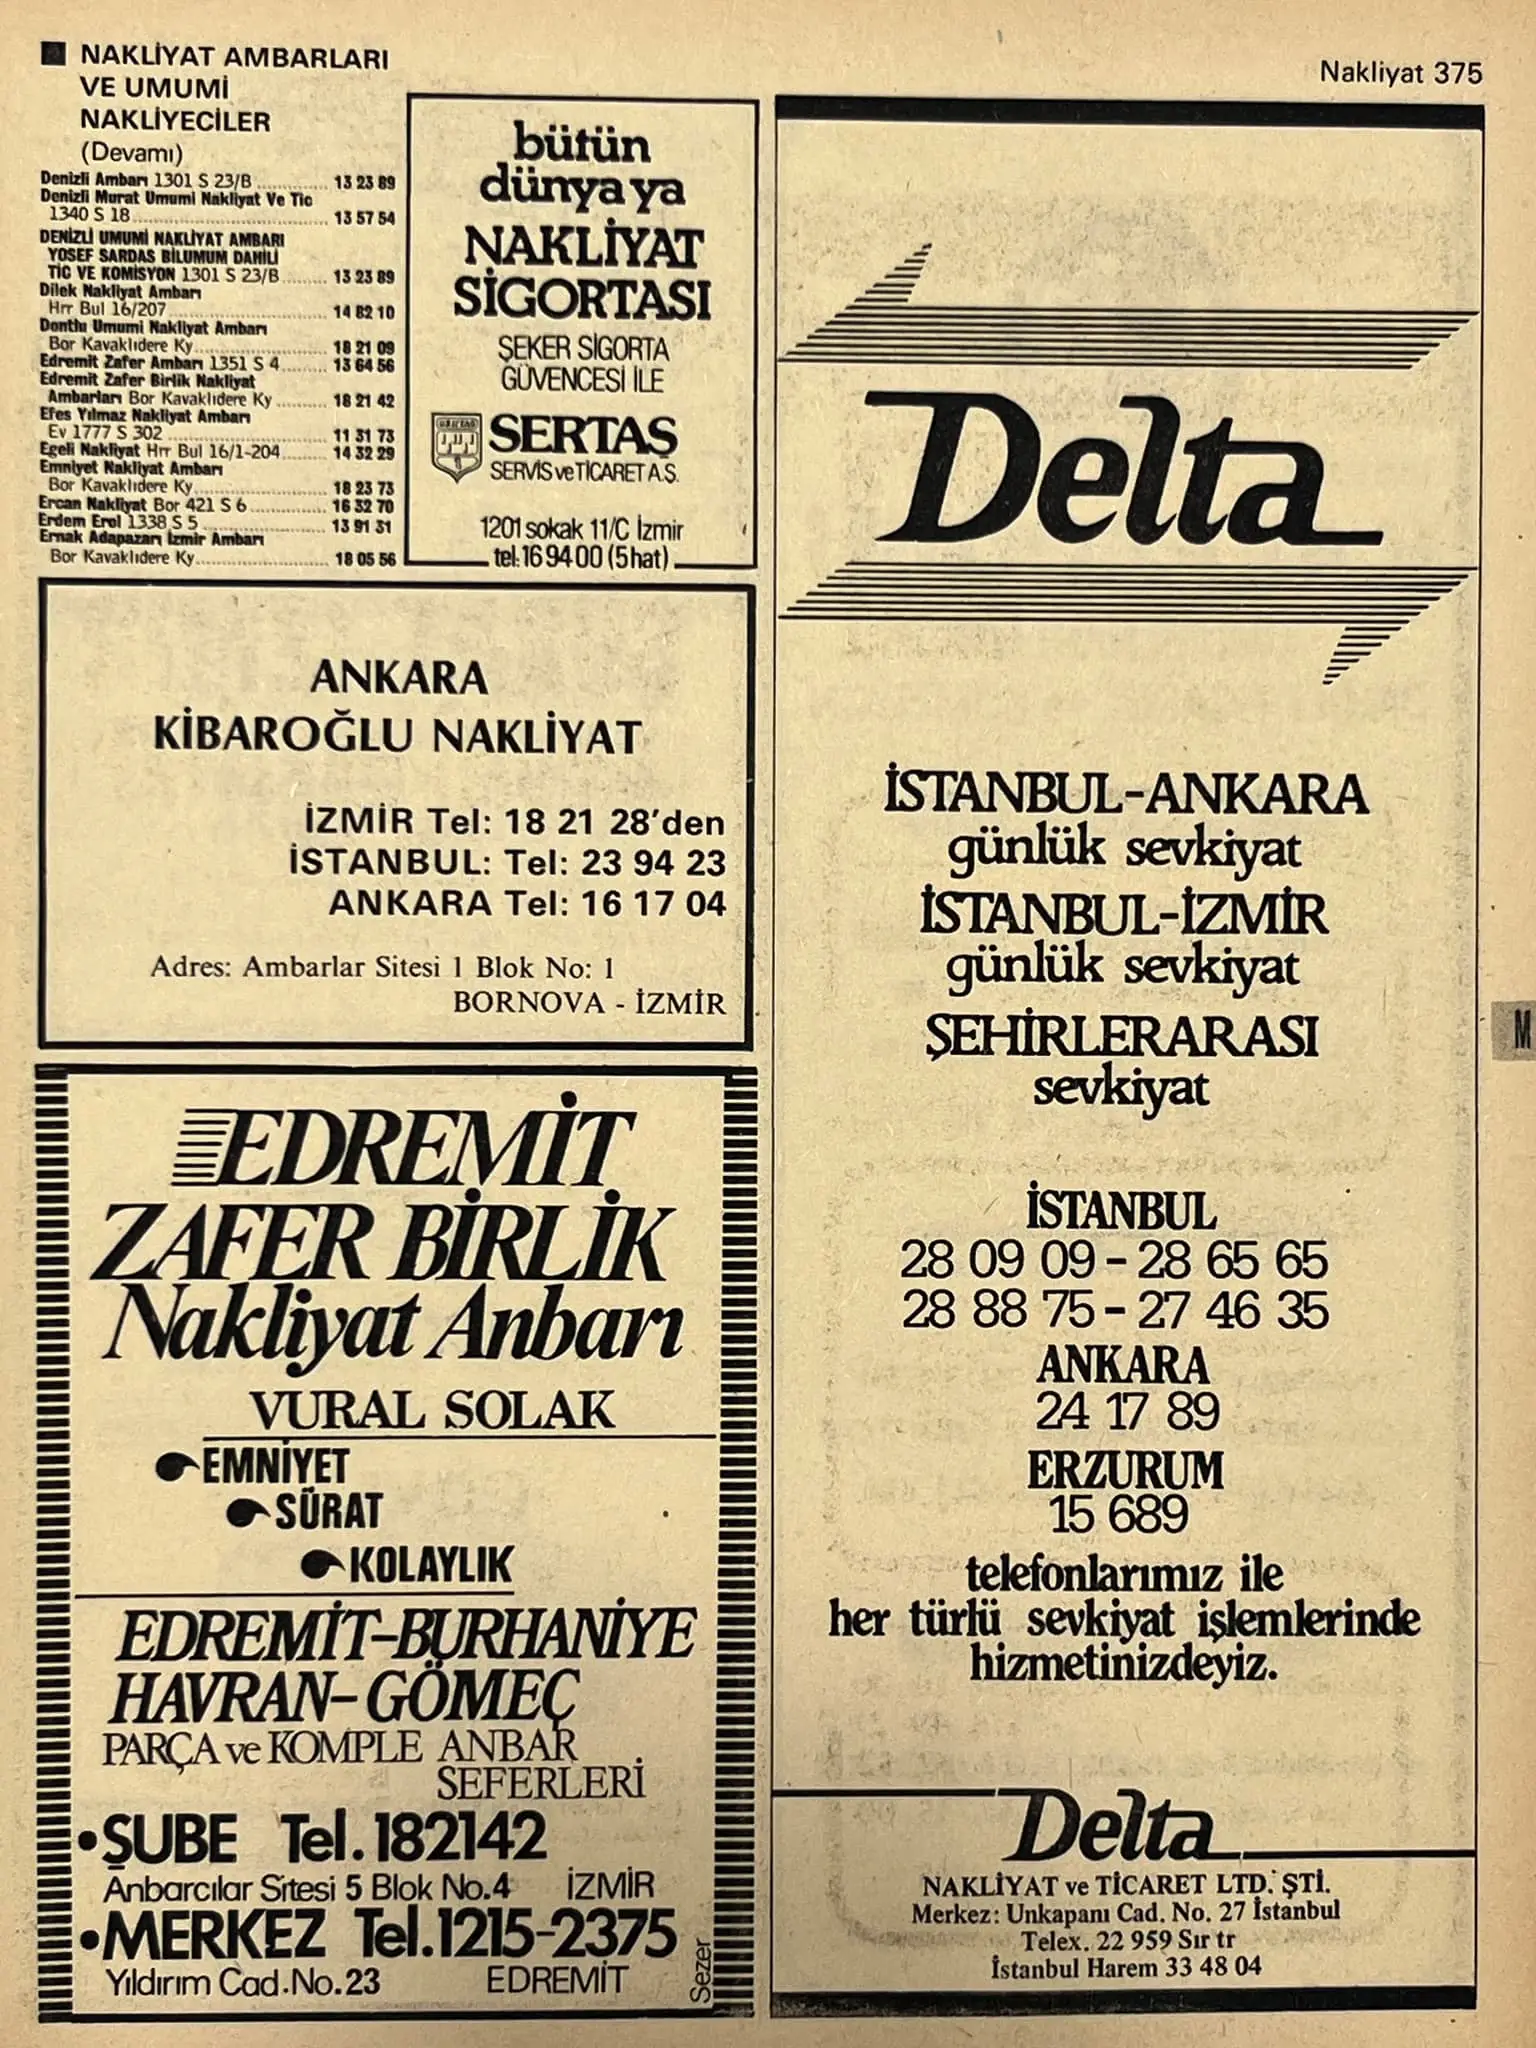 ■ NAKLİYAT AMBARLARI
VE UMUMİ
NAKLİYECİLER
(Devamı)
Denizli Ambarı 1301 S 23/B ............ 13 23 89
Denizli Murat Umumi Nakliyat Ve Tic
1340 S 18 ............ 13 57 54
DENİZLİ UMUMİ NAKLİYAT AMBARI
YOSEF SARDAS BİLUMUM DAHİLİ
TİC VE KOMİSYON 1301 S 23/B ......... 13 23 89
Dilek Nakliyat Ambarı
Hrr Bul 16/207 ............ 14 82 10
Dontlu Umumi Nakliyat Ambarı
Bor Kavaklıdere Ky ............ 18 21 09
Edremit Zafer Ambarı 1351 S 4 ......... 13 64 56
Edremit Zafer Birlik Nakliyat
Ambarları Bor Kavaklıdere Ky ......... 18 21 42
Efes Yılmaz Nakliyat Ambarı
Ev 1777 S 302 ............ 11 31 73
Egeli Nakliyat Hrr Bul 16/1-204 ......... 14 32 29
Emniyet Nakliyat Ambarı
Bor Kavaklıdere Ky ............ 18 23 73
Ercan Nakliyat Bor 421 S 6 ............ 16 32 70
Erdem Erol 1338 S 5 ............ 13 91 31
Ernak Adapazarı İzmir Ambarı
Bor Kavaklıdere Ky ............ 18 05 56
bütün
dünyaya
NAKLİYAT
SİGORTASI
ŞEKER SİGORTA
GÜVENCESİ İLE
SERTAŞ
SERVİS ve TİCARET A.Ş.
1201 sokak 11/C İzmir
tel: 16 94 00 (5 hat)
ANKARA
KİBAROĞLU NAKLİYAT
İZMİR Tel: 18 21 28'den
İSTANBUL: Tel: 23 94 23
ANKARA Tel: 16 17 04
Adres: Ambarlar Sitesi 1 Blok No: 1
BORNOVA - İZMİR
EDREMİT
ZAFER BİRLİK
Nakliyat Anbarı
VURAL SOLAK
EMNİYET
SÜRAT
KOLAYLIK
EDREMİT-BURHANİYE
HAVRAN-GÖMEÇ
PARÇA ve KOMPLE ANBAR
SEFERLERİ
•ŞUBE Tel. 182142
Anbarcılar Sitesi 5 Blok No.4 İZMİR
•MERKEZ Tel.1215-2375
Yıldırım Cad.No.23 EDREMİT
Sezer
Nakliyat 375
Delta
İSTANBUL-ANKARA
günlük sevkiyat
İSTANBUL-İZMİR
günlük sevkiyat
ŞEHİRLERARASI
sevkiyat
İSTANBUL
28 09 09 - 28 65 65
28 88 75 - 27 46 35
ANKARA
24 17 89
ERZURUM
15 689
telefonlarımız ile
her türlü sevkiyat işlemlerinde
hizmetinizdeyiz.
Delta
NAKLİYAT ve TİCARET LTD. ŞTİ.
Merkez: Unkapanı Cad. No. 27 İstanbul
Telex. 22 959 Sır tr
İstanbul Harem 33 48 04
M